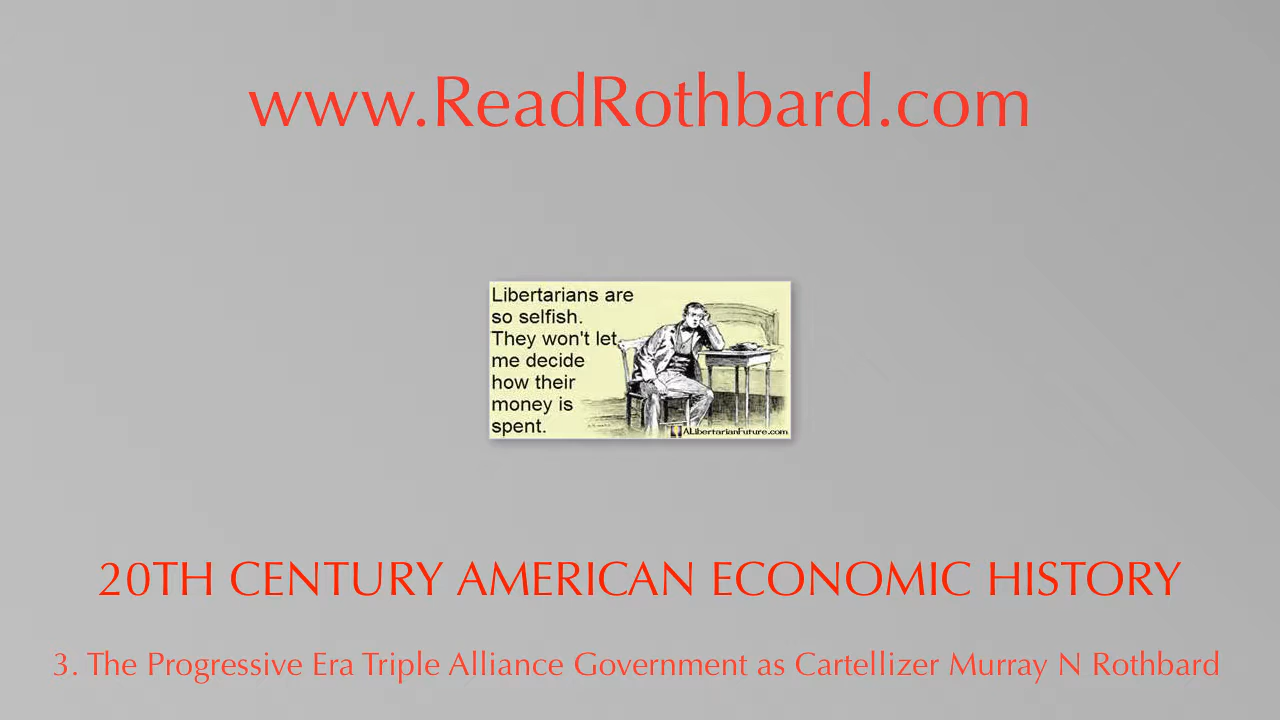 www.ReadRothbard.com
Libertarians are
so selfish.
They won't let
me decide
how their
money is
spent.
ALibertarianFuture.com
20TH CENTURY AMERICAN ECONOMIC HISTORY
3. The Progressive Era Triple Alliance Government as Cartellizer Murray N Rothbard